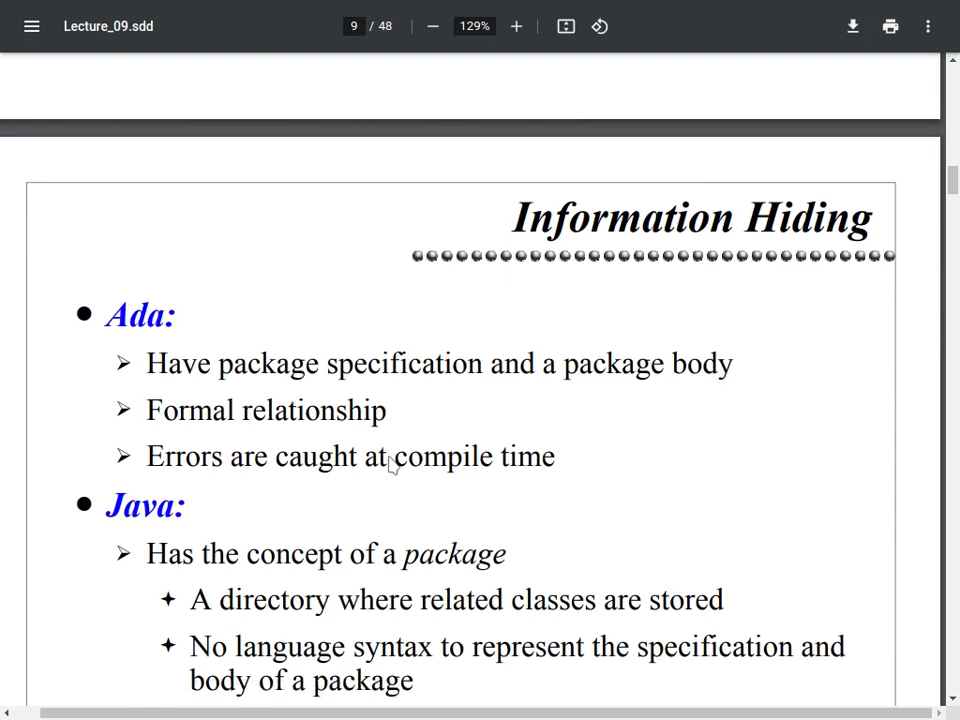 Lecture_09.sdd
9 / 48
129%
Information Hiding
Ada:
Have package specification and a package body
Formal relationship
Errors are caught at compile time
Java:
Has the concept of a package
A directory where related classes are stored
No language syntax to represent the specification and
body of a package